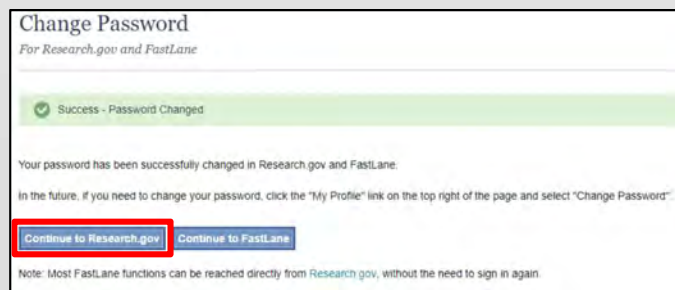 Change Password
For Research.gov and FastLane
Success - Password Changed
Your password has been successfully changed in Research.gov and FastLane.
In the future, if you need to change your password, click the "My Profile" link on the top right of the page and select "Change Password".
Continue to Research.gov Continue to FastLane
Note: Most FastLane functions can be reached directly from Research.gov, without the need to sign in again.